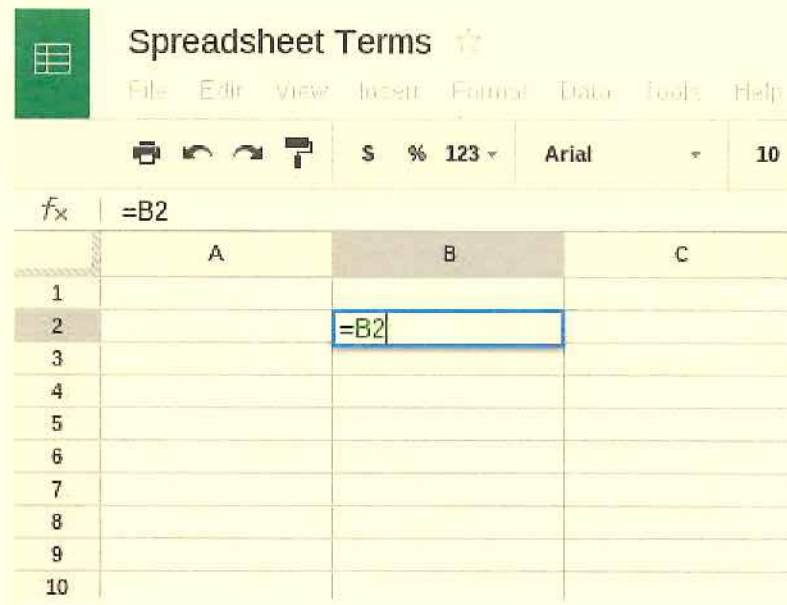 Spreadsheet Terms
File Edit View Insert Format Data Tools Help
$ % 123 Arial 10
fx =B2
A B C
1
2 =B2
3
4
5
6
7
8
9
10